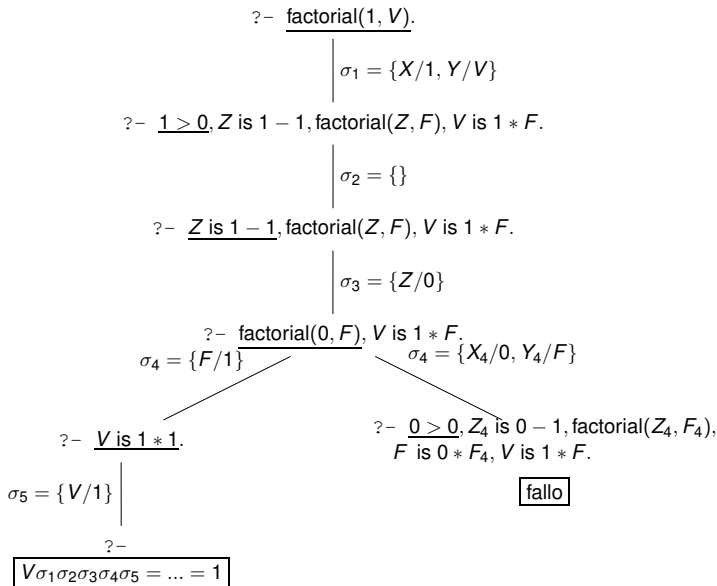 ?- factorial(1, V).
σ₁ = {X/1, Y/V}
?- 1 > 0, Z is 1 − 1, factorial(Z, F), V is 1 ∗ F.
σ₂ = {}
?- Z is 1 − 1, factorial(Z, F), V is 1 ∗ F.
σ₃ = {Z/0}
?- factorial(0, F), V is 1 ∗ F.
σ₄ = {F/1}
σ₄ = {X₄/0, Y₄/F}
?- V is 1 ∗ 1.
?- 0 > 0, Z₄ is 0 − 1, factorial(Z₄, F₄),
F is 0 ∗ F₄, V is 1 ∗ F.
σ₅ = {V/1}
fallo
?-
Vσ₁σ₂σ₃σ₄σ₅ = ... = 1